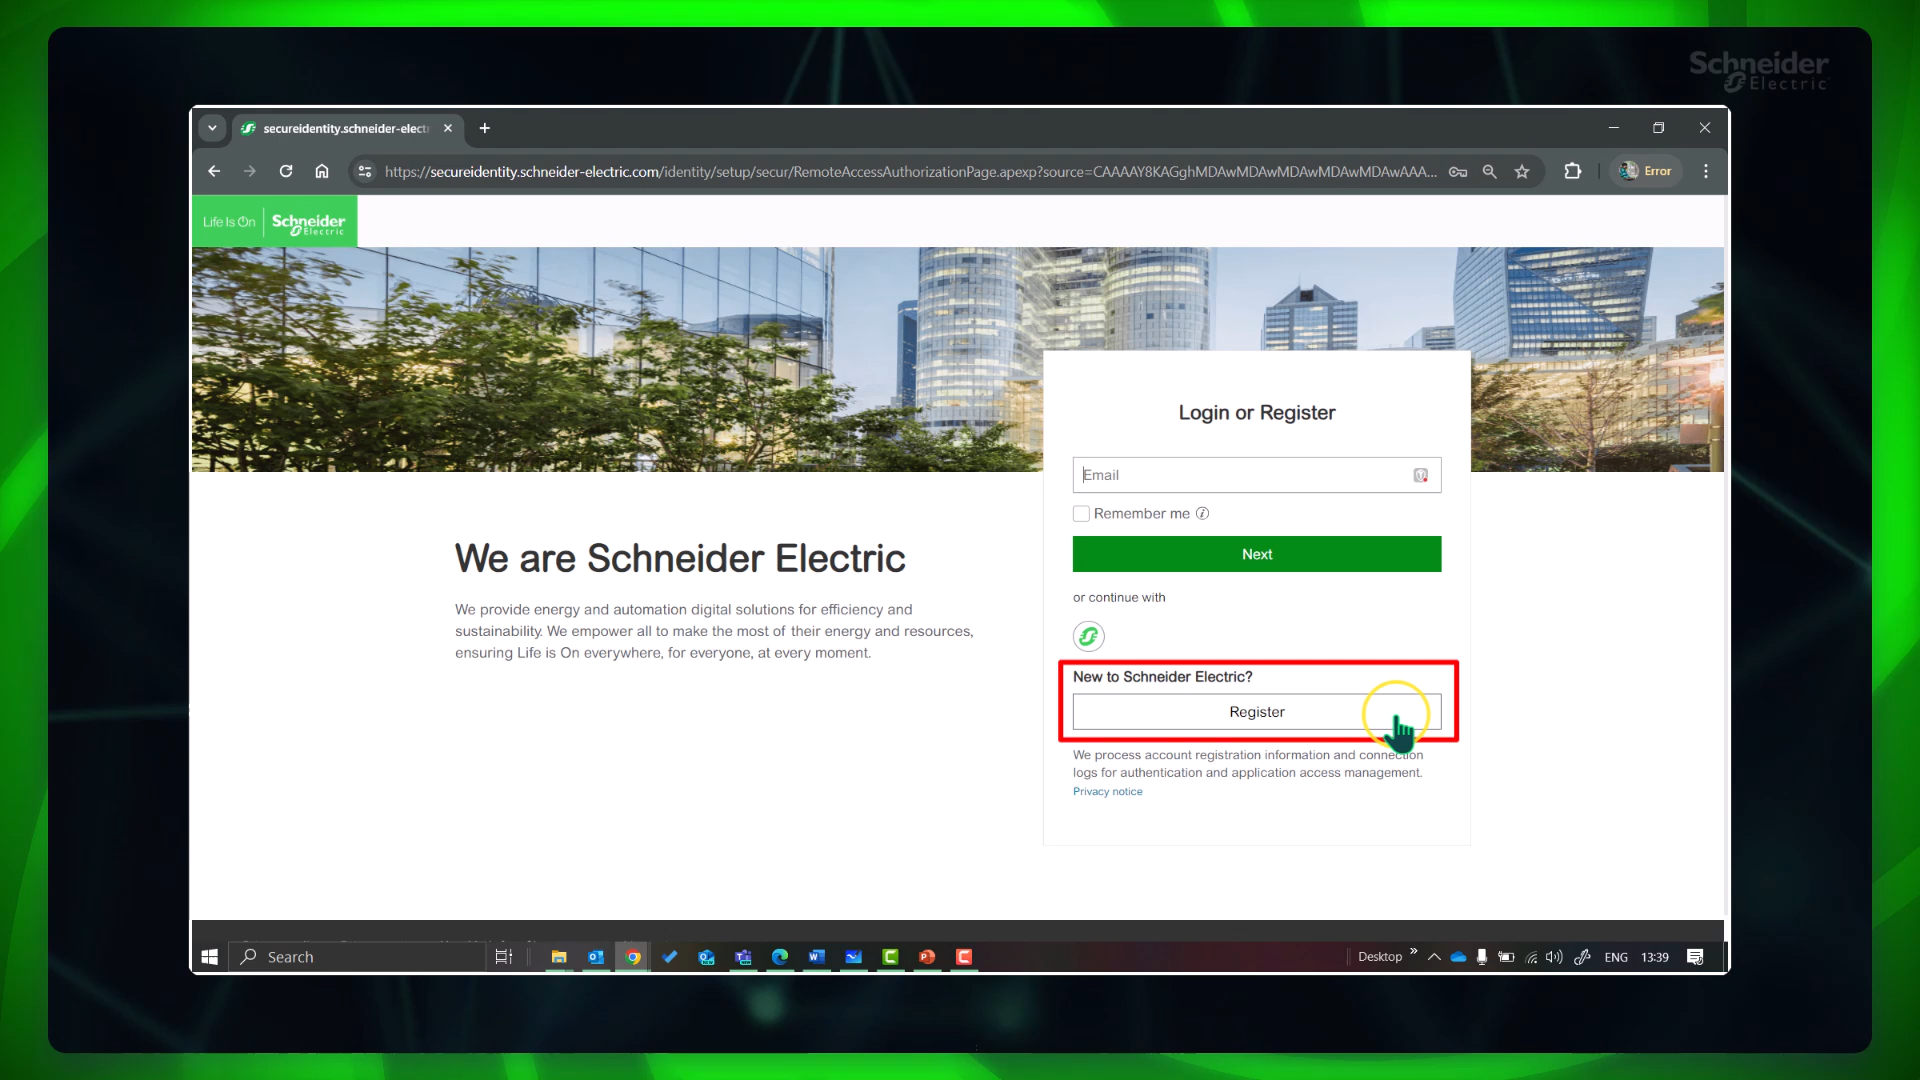 Schneider
Electric
secureidentity.schneider-elect
https://secureidentity.schneider-electric.com/identity/setup/secur/RemoteAccessAuthorizationPage.apexp?source=CAAAAY8KAGghMDAwMDAwMDAwMDAwMDAwAAA...
Error
Life Is On
Schneider
Electric
Login or Register
Email
Remember me
Next
or continue with
We are Schneider Electric
We provide energy and automation digital solutions for efficiency and
sustainability. We empower all to make the most of their energy and resources,
ensuring Life is On everywhere, for everyone, at every moment.
New to Schneider Electric?
Register
We process account registration information and connection
logs for authentication and application access management.
Privacy notice
Search
Desktop
ENG
13:39